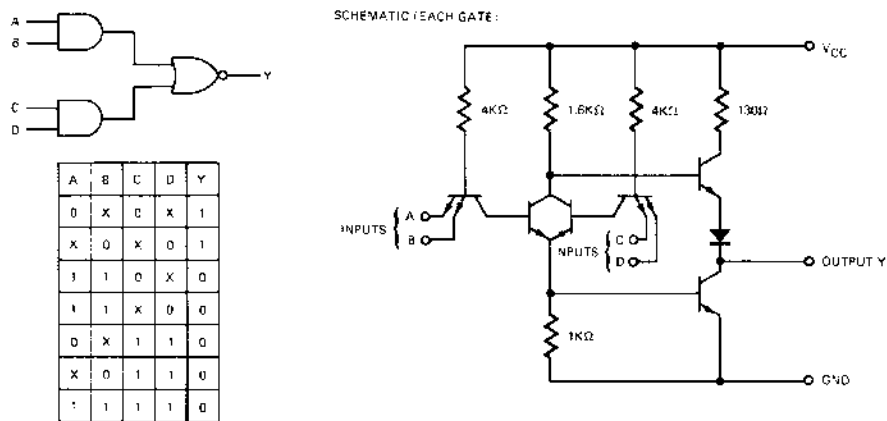 SCHEMATIC (EACH GATE)
A
B
Y
C
D
VCC
4KΩ
1.6KΩ
4KΩ
130Ω
INPUTS
A
B
INPUTS
C
D
OUTPUT Y
1KΩ
GND
A B C D Y
0 X 0 X 1
X 0 X 0 1
1 1 0 X 0
1 1 X 0 0
0 X 1 1 0
X 0 1 1 0
1 1 1 1 0